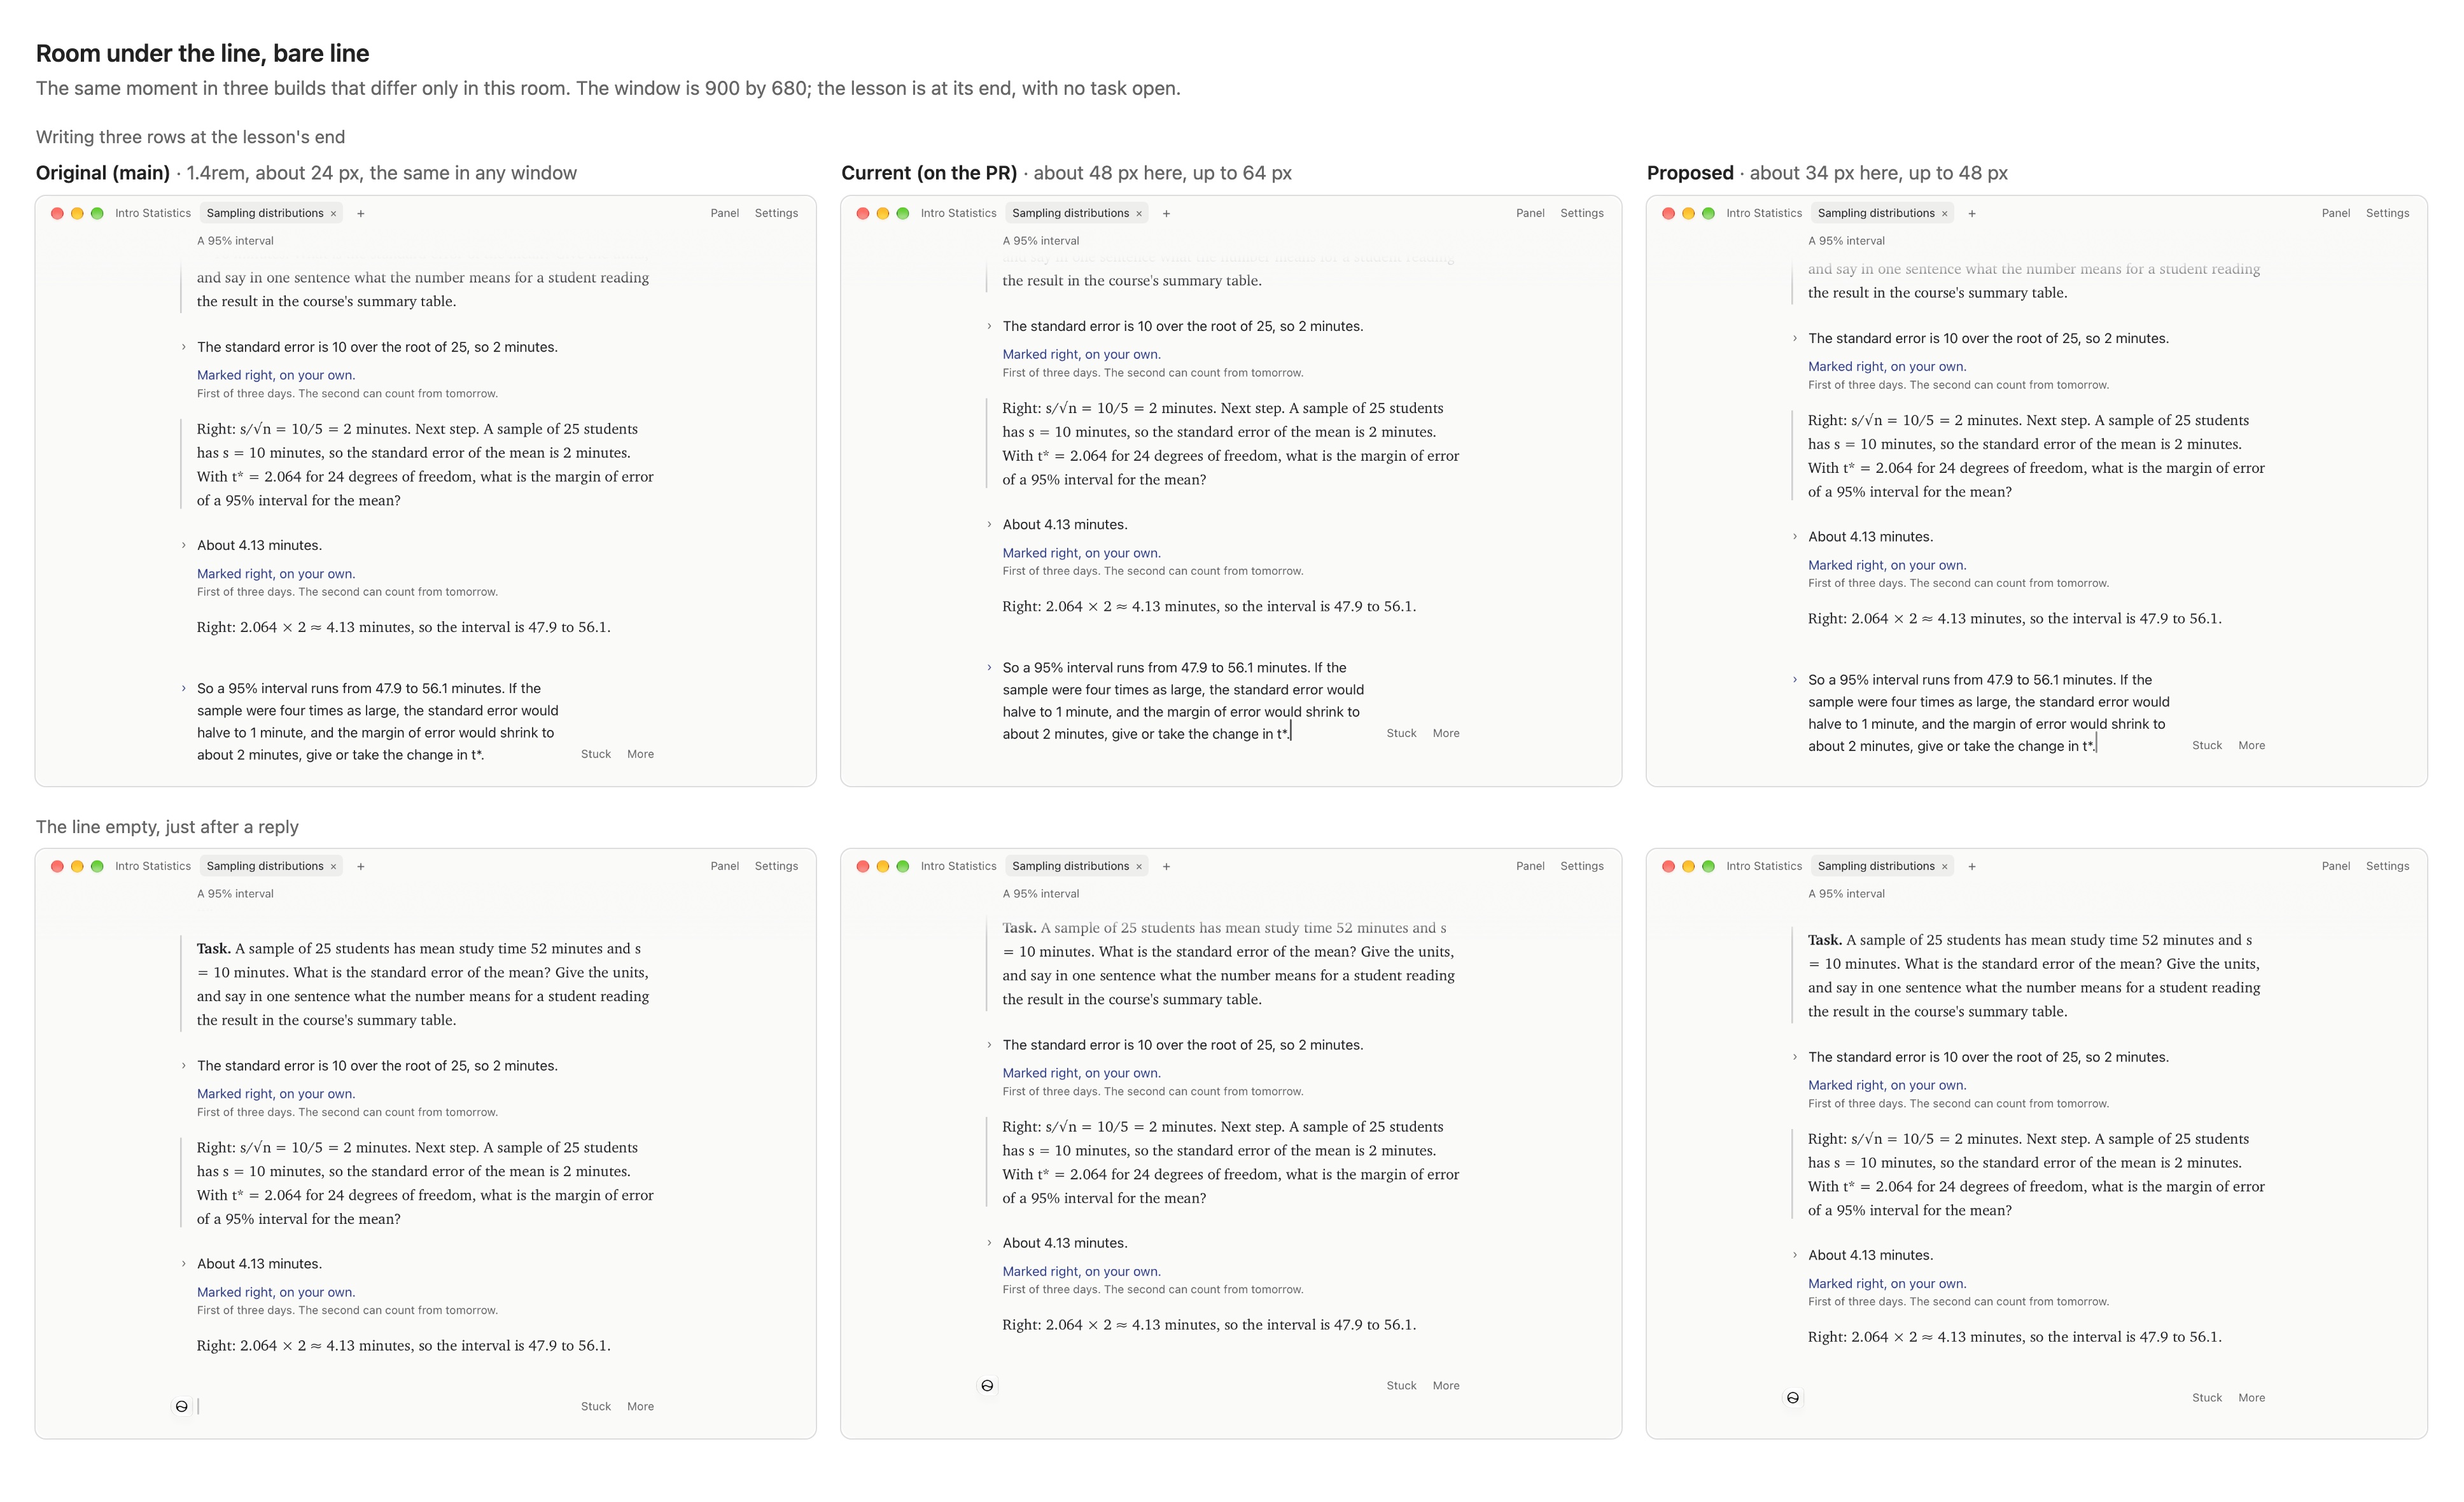 Room under the line, bare line
The same moment in three builds that differ only in this room. The window is 900 by 680; the lesson is at its end, with no task open.
Writing three rows at the lesson's end
Original (main) · 1.4rem, about 24 px, the same in any window
Intro Statistics Sampling distributions × + Panel Settings
A 95% interval
and say in one sentence what the number means for a student reading
the result in the course's summary table.
› The standard error is 10 over the root of 25, so 2 minutes.
Marked right, on your own.
First of three days. The second can count from tomorrow.
Right: s/√n = 10/5 = 2 minutes. Next step. A sample of 25 students
has s = 10 minutes, so the standard error of the mean is 2 minutes.
With t* = 2.064 for 24 degrees of freedom, what is the margin of error
of a 95% interval for the mean?
› About 4.13 minutes.
Marked right, on your own.
First of three days. The second can count from tomorrow.
Right: 2.064 × 2 ≈ 4.13 minutes, so the interval is 47.9 to 56.1.
› So a 95% interval runs from 47.9 to 56.1 minutes. If the
sample were four times as large, the standard error would
halve to 1 minute, and the margin of error would shrink to
about 2 minutes, give or take the change in t*. Stuck More
Current (on the PR) · about 48 px here, up to 64 px
Intro Statistics Sampling distributions × + Panel Settings
A 95% interval
and say in one sentence what the number means for a student reading
the result in the course's summary table.
› The standard error is 10 over the root of 25, so 2 minutes.
Marked right, on your own.
First of three days. The second can count from tomorrow.
Right: s/√n = 10/5 = 2 minutes. Next step. A sample of 25 students
has s = 10 minutes, so the standard error of the mean is 2 minutes.
With t* = 2.064 for 24 degrees of freedom, what is the margin of error
of a 95% interval for the mean?
› About 4.13 minutes.
Marked right, on your own.
First of three days. The second can count from tomorrow.
Right: 2.064 × 2 ≈ 4.13 minutes, so the interval is 47.9 to 56.1.
› So a 95% interval runs from 47.9 to 56.1 minutes. If the
sample were four times as large, the standard error would
halve to 1 minute, and the margin of error would shrink to
about 2 minutes, give or take the change in t*. Stuck More
Proposed · about 34 px here, up to 48 px
Intro Statistics Sampling distributions × + Panel Settings
A 95% interval
and say in one sentence what the number means for a student reading
the result in the course's summary table.
› The standard error is 10 over the root of 25, so 2 minutes.
Marked right, on your own.
First of three days. The second can count from tomorrow.
Right: s/√n = 10/5 = 2 minutes. Next step. A sample of 25 students
has s = 10 minutes, so the standard error of the mean is 2 minutes.
With t* = 2.064 for 24 degrees of freedom, what is the margin of error
of a 95% interval for the mean?
› About 4.13 minutes.
Marked right, on your own.
First of three days. The second can count from tomorrow.
Right: 2.064 × 2 ≈ 4.13 minutes, so the interval is 47.9 to 56.1.
› So a 95% interval runs from 47.9 to 56.1 minutes. If the
sample were four times as large, the standard error would
halve to 1 minute, and the margin of error would shrink to
about 2 minutes, give or take the change in t*. Stuck More
The line empty, just after a reply
Intro Statistics Sampling distributions × + Panel Settings
A 95% interval
Task. A sample of 25 students has mean study time 52 minutes and s
= 10 minutes. What is the standard error of the mean? Give the units,
and say in one sentence what the number means for a student reading
the result in the course's summary table.
› The standard error is 10 over the root of 25, so 2 minutes.
Marked right, on your own.
First of three days. The second can count from tomorrow.
Right: s/√n = 10/5 = 2 minutes. Next step. A sample of 25 students
has s = 10 minutes, so the standard error of the mean is 2 minutes.
With t* = 2.064 for 24 degrees of freedom, what is the margin of error
of a 95% interval for the mean?
› About 4.13 minutes.
Marked right, on your own.
First of three days. The second can count from tomorrow.
Right: 2.064 × 2 ≈ 4.13 minutes, so the interval is 47.9 to 56.1.
Stuck More
Intro Statistics Sampling distributions × + Panel Settings
A 95% interval
Task. A sample of 25 students has mean study time 52 minutes and s
= 10 minutes. What is the standard error of the mean? Give the units,
and say in one sentence what the number means for a student reading
the result in the course's summary table.
› The standard error is 10 over the root of 25, so 2 minutes.
Marked right, on your own.
First of three days. The second can count from tomorrow.
Right: s/√n = 10/5 = 2 minutes. Next step. A sample of 25 students
has s = 10 minutes, so the standard error of the mean is 2 minutes.
With t* = 2.064 for 24 degrees of freedom, what is the margin of error
of a 95% interval for the mean?
› About 4.13 minutes.
Marked right, on your own.
First of three days. The second can count from tomorrow.
Right: 2.064 × 2 ≈ 4.13 minutes, so the interval is 47.9 to 56.1.
Stuck More
Intro Statistics Sampling distributions × + Panel Settings
A 95% interval
Task. A sample of 25 students has mean study time 52 minutes and s
= 10 minutes. What is the standard error of the mean? Give the units,
and say in one sentence what the number means for a student reading
the result in the course's summary table.
› The standard error is 10 over the root of 25, so 2 minutes.
Marked right, on your own.
First of three days. The second can count from tomorrow.
Right: s/√n = 10/5 = 2 minutes. Next step. A sample of 25 students
has s = 10 minutes, so the standard error of the mean is 2 minutes.
With t* = 2.064 for 24 degrees of freedom, what is the margin of error
of a 95% interval for the mean?
› About 4.13 minutes.
Marked right, on your own.
First of three days. The second can count from tomorrow.
Right: 2.064 × 2 ≈ 4.13 minutes, so the interval is 47.9 to 56.1.
Stuck More